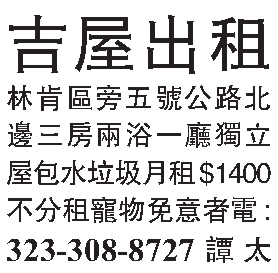 吉屋出租
林肯區旁五號公路北
邊三房兩浴一廳獨立
屋包水垃圾月租$1400
不分租寵物免意者電:
323-308-8727 譚太